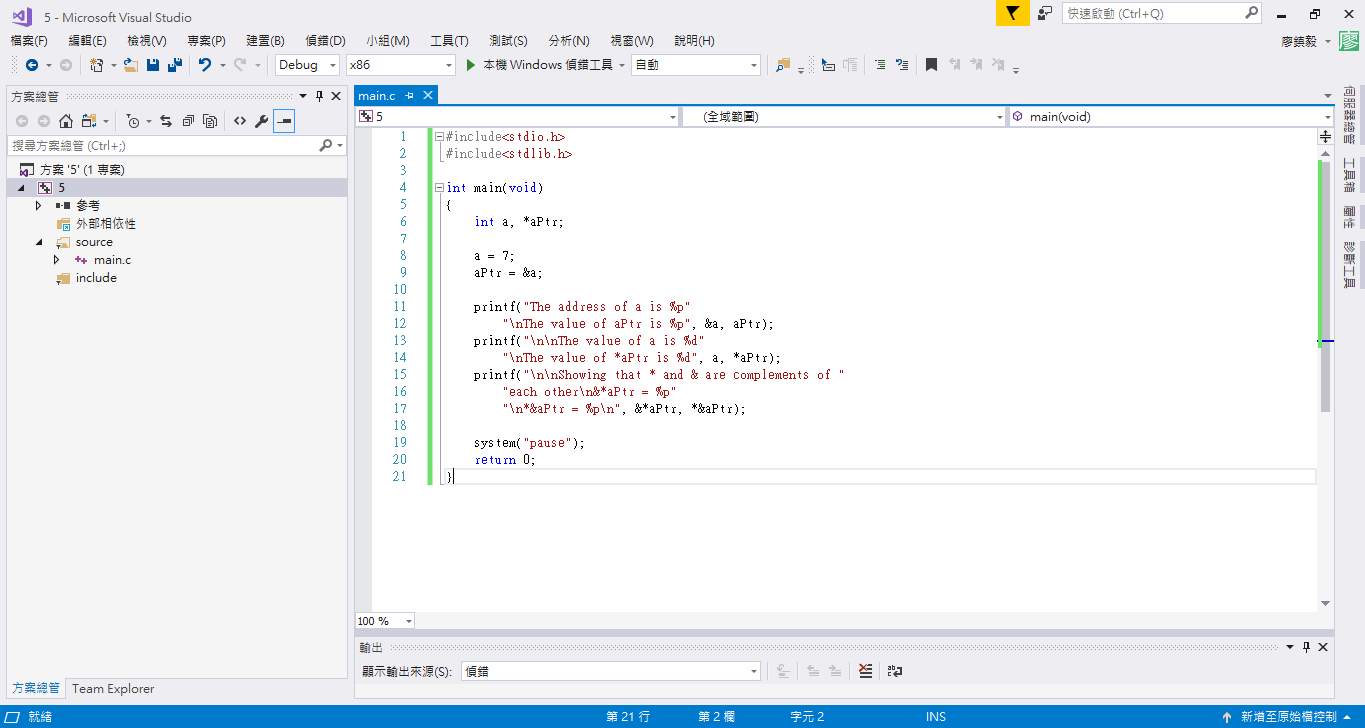 5 - Microsoft Visual Studio
快速啟動 (Ctrl+Q)
檔案(F) 編輯(E) 檢視(V) 專案(P) 建置(B) 偵錯(D) 小組(M) 工具(T) 測試(S) 分析(N) 視窗(W) 說明(H)
Debug x86 本機 Windows 偵錯工具 自動
方案總管
搜尋方案總管 (Ctrl+;)
方案 '5' (1 專案)
5
參考
外部相依性
source
main.c
include
方案總管 Team Explorer
main.c
5 (全域範圍) main(void)
1 #include<stdio.h>
2 #include<stdlib.h>
3
4 int main(void)
5 {
6 int a, *aPtr;
7
8 a = 7;
9 aPtr = &a;
10
11 printf("The address of a is %p"
12 "\nThe value of aPtr is %p", &a, aPtr);
13 printf("\n\nThe value of a is %d"
14 "\nThe value of *aPtr is %d", a, *aPtr);
15 printf("\n\nShowing that * and & are complements of "
16 "each other\n&*aPtr = %p"
17 "\n*&aPtr = %p\n", &*aPtr, *&aPtr);
18
19 system("pause");
20 return 0;
21 }
100 %
輸出
顯示輸出來源(S): 偵錯
伺服器總管
工具箱
屬性
診斷工具
就緒 第 21 行 第 2 欄 字元 2 INS 新增至原始檔控制